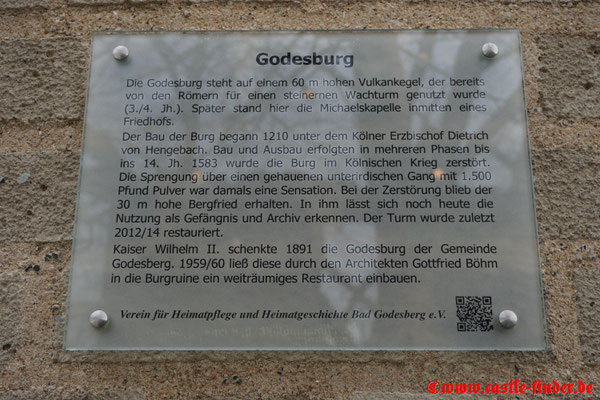 Godesburg
Die Godesburg steht auf einem 60 m hohen Vulkankegel, der bereits
von den Römern für einen steinernen Wachturm genutzt wurde
(3./4. Jh.). Später stand hier die Michaelskapelle inmitten eines
Friedhofs.
Der Bau der Burg begann 1210 unter dem Kölner Erzbischof Dietrich
von Hengebach. Bau und Ausbau erfolgten in mehreren Phasen bis
ins 14. Jh. 1583 wurde die Burg im Kölnischen Krieg zerstört.
Die Sprengung über einen gehauenen unterirdischen Gang mit 1.500
Pfund Pulver war damals eine Sensation. Bei der Zerstörung blieb der
30 m hohe Bergfried erhalten. In ihm lässt sich noch heute die
Nutzung als Gefängnis und Archiv erkennen. Der Turm wurde zuletzt
2012/14 restauriert.
Kaiser Wilhelm II. schenkte 1891 die Godesburg der Gemeinde
Godesberg. 1959/60 ließ diese durch den Architekten Gottfried Böhm
in die Burgruine ein weiträumiges Restaurant einbauen.
Verein für Heimatpflege und Heimatgeschichte Bad Godesberg e.V.
©www.castle-finder.de